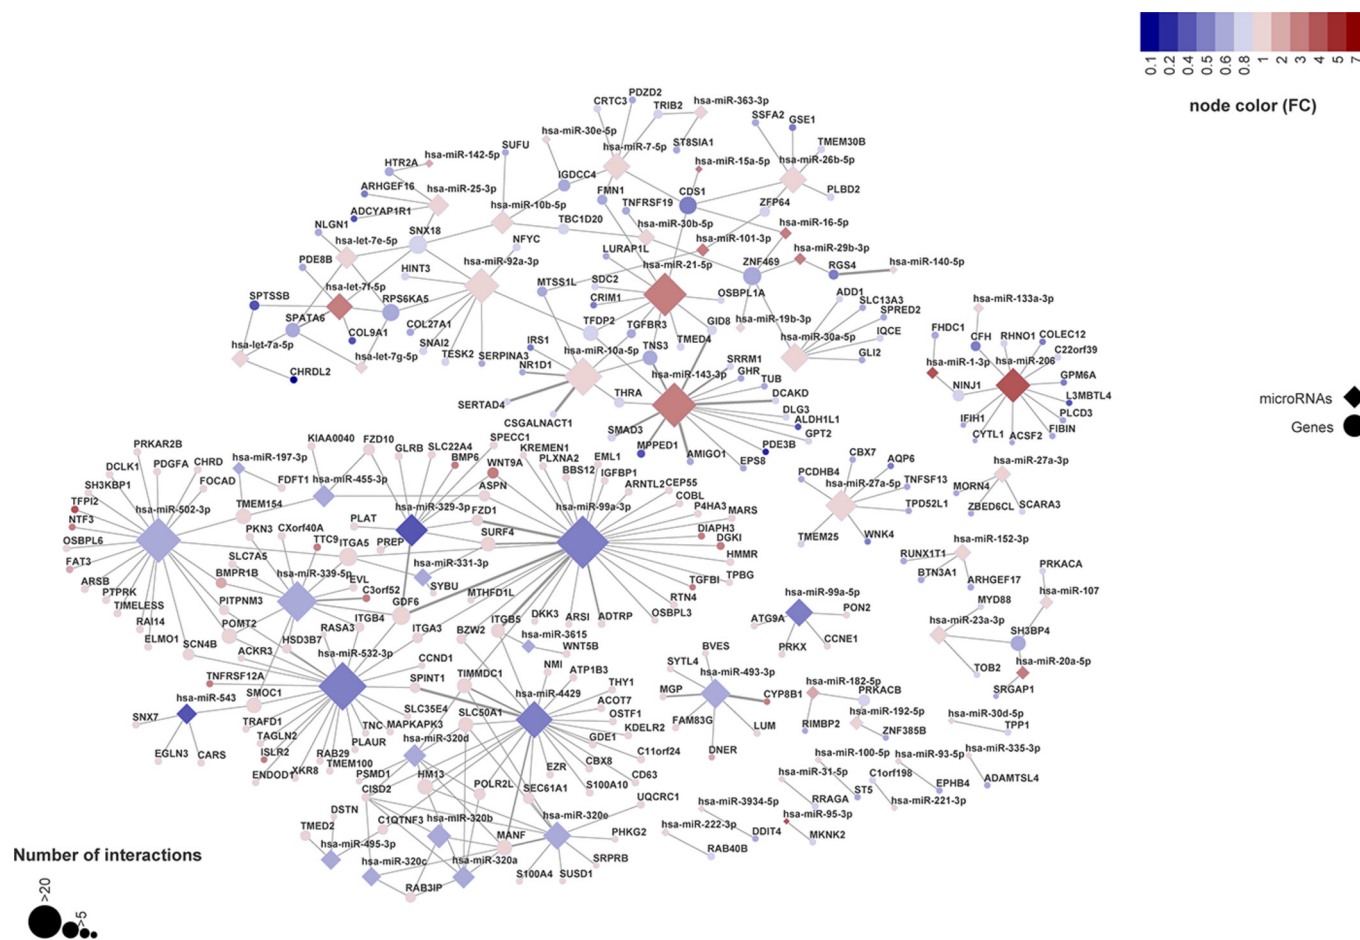 0.1
0.2
0.4
0.5
0.6
0.8
1
2
3
4
5
7
node color (FC)
PDZD2
CRTC3
TRIB2
hsa-miR-363-3p
SSFA2
GSE1
hsa-miR-30e-5p
SUFU
hsa-miR-7-5p
ST8SIA1
TMEM30B
hsa-miR-142-5p
HTR2A
hsa-miR-15a-5p
hsa-miR-26b-5p
IGDCC4
ARHGEF16
hsa-miR-25-3p
FMN1
CDS1
PLBD2
ADCYAP1R1
hsa-miR-10b-5p
TNFRSF19
ZFP64
NLGN1
SNX18
TBC1D20
hsa-miR-30b-5p
hsa-miR-16-5p
hsa-let-7e-5p
NFYC
hsa-miR-101-3p
hsa-miR-29b-3p
PDE8B
hsa-miR-92a-3p
LURAP1L
hsa-miR-21-5p
ZNF469
RGS4
hsa-miR-140-5p
HINT3
MTSS1L
SDC2
hsa-let-7f-5p
SPTSSB
RPS6KA5
CRIM1
OSBPL1A
ADD1
SLC13A3
hsa-miR-133a-3p
SPATA6
COL27A1
TFDP2
TGFBR3
GID8
hsa-miR-19b-3p
SPRED2
COL9A1
SNAI2
IRS1
TNS3
TMED4
hsa-miR-30a-5p
IQCE
FHDC1
CFH
RHNO1
COLEC12
hsa-let-7a-5p
hsa-let-7g-5p
TESK2
SERPINA3
hsa-miR-10a-5p
GLI2
C22orf39
NR1D1
SRRM1
hsa-miR-1-3p
hsa-miR-206
CHRDL2
hsa-miR-143-3p
GHR
TUB
NINJ1
GPM6A
THRA
DCAKD
L3MBTL4
SERTAD4
DLG3
IFIH1
PLCD3
CSGALNACT1
ALDH1L1
FIBIN
microRNAs
SMAD3
GPT2
CYTL1
ACSF2
Genes
MPPED1
AMIGO1
PDE3B
EPS8
PRKAR2B
KIAA0040
FZD10
SPECC1
KREMEN1
EML1
CBX7
hsa-miR-197-3p
GLRB
SLC22A4
PLXNA2
AQP6
DCLK1
PDGFA
CHRD
BMP6
WNT9A
BBS12
IGFBP1
PCDHB4
hsa-miR-27a-3p
SH3KBP1
FOCAD
FDFT1
hsa-miR-455-3p
ASPN
ARNTL2
CEP55
hsa-miR-27a-5p
TNFSF13
MORN4
TFPI2
hsa-miR-502-3p
TMEM154
COBL
TPD52L1
ZBED6CL
SCARA3
NTF3
hsa-miR-329-3p
hsa-miR-99a-3p
P4HA3
PLAT
FZD1
MARS
OSBPL6
PKN3
CXorf40A
SURF4
DIAPH3
TMEM25
WNK4
FAT3
TTC9
ITGA5
PREP
DGKI
hsa-miR-152-3p
SLC7A5
hsa-miR-331-3p
HMMR
RUNX1T1
ARSB
BMPR1B
hsa-miR-339-5p
EVL
SYBU
TGFBI
TPBG
BTN3A1
ARHGEF17
PRKACA
PTPRK
PITPNM3
C3orf52
MTHFD1L
RTN4
hsa-miR-107
TIMELESS
GDF6
DKK3
ARSI
ADTRP
OSBPL3
hsa-miR-99a-5p
MYD88
RAI14
POMT2
RASA3
ITGB4
ITGB5
ATG9A
PON2
hsa-miR-23a-3p
SH3BP4
ELMO1
SCN4B
HSD3B7
ITGA3
BZW2
hsa-miR-3615
CCNE1
hsa-miR-532-3p
WNT5B
PRKX
ACKR3
CCND1
TIMMDC1
NMI
BVES
TOB2
hsa-miR-20a-5p
TNFRSF12A
SPINT1
ATP1B3
SYTL4
hsa-miR-493-3p
hsa-miR-182-5p
SRGAP1
hsa-miR-543
SMOC1
hsa-miR-4429
THY1
MGP
CYP8B1
PRKACB
SNX7
SLC35E4
SLC50A1
ACOT7
hsa-miR-192-5p
hsa-miR-30d-5p
TRAFD1
TNC
MAPKAPK3
OSTF1
FAM83G
LUM
RIMBP2
TPP1
TAGLN2
PLAUR
hsa-miR-320d
KDELR2
ZNF385B
EGLN3
CARS
ISLR2
RAB29
GDE1
C11orf24
DNER
hsa-miR-100-5p
hsa-miR-93-5p
hsa-miR-335-3p
TMEM100
CBX8
ENDOD1
XKR8
PSMD1
HM13
EZR
CD63
hsa-miR-31-5p
C1orf198
ADAMTSL4
CISD2
POLR2L
SEC61A1
S100A10
ST5
EPHB4
DSTN
UQCRC1
hsa-miR-3934-5p
RRAGA
hsa-miR-221-3p
TMED2
C1QTNF3
hsa-miR-320b
hsa-miR-320e
hsa-miR-222-3p
hsa-miR-95-3p
MANF
PHKG2
DDIT4
MKNK2
hsa-miR-495-3p
hsa-miR-320c
hsa-miR-320a
SRPRB
RAB40B
Number of interactions
RAB3IP
S100A4
SUSD1
>20
>5